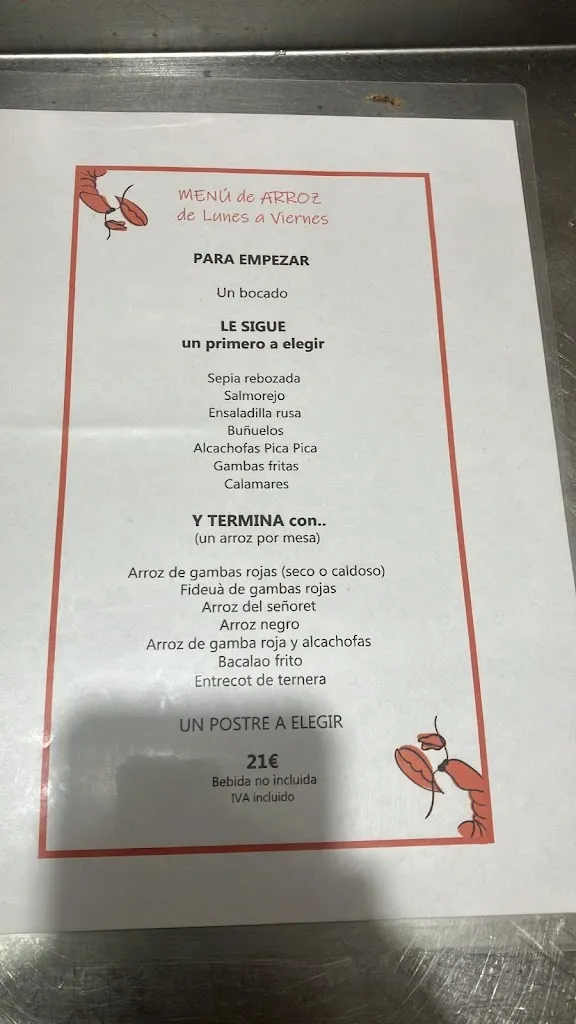 MENÚ de ARROZ
de Lunes a Viernes
PARA EMPEZAR
Un bocado
LE SIGUE
un primero a elegir
Sepia rebozada
Salmorejo
Ensaladilla rusa
Buñuelos
Alcachofas Pica Pica
Gambas fritas
Calamares
Y TERMINA con..
(un arroz por mesa)
Arroz de gambas rojas (seco o caldoso)
Fideuà de gambas rojas
Arroz del señoret
Arroz negro
Arroz de gamba roja y alcachofas
Bacalao frito
Entrecot de ternera
UN POSTRE A ELEGIR
21€
Bebida no incluida
IVA incluido